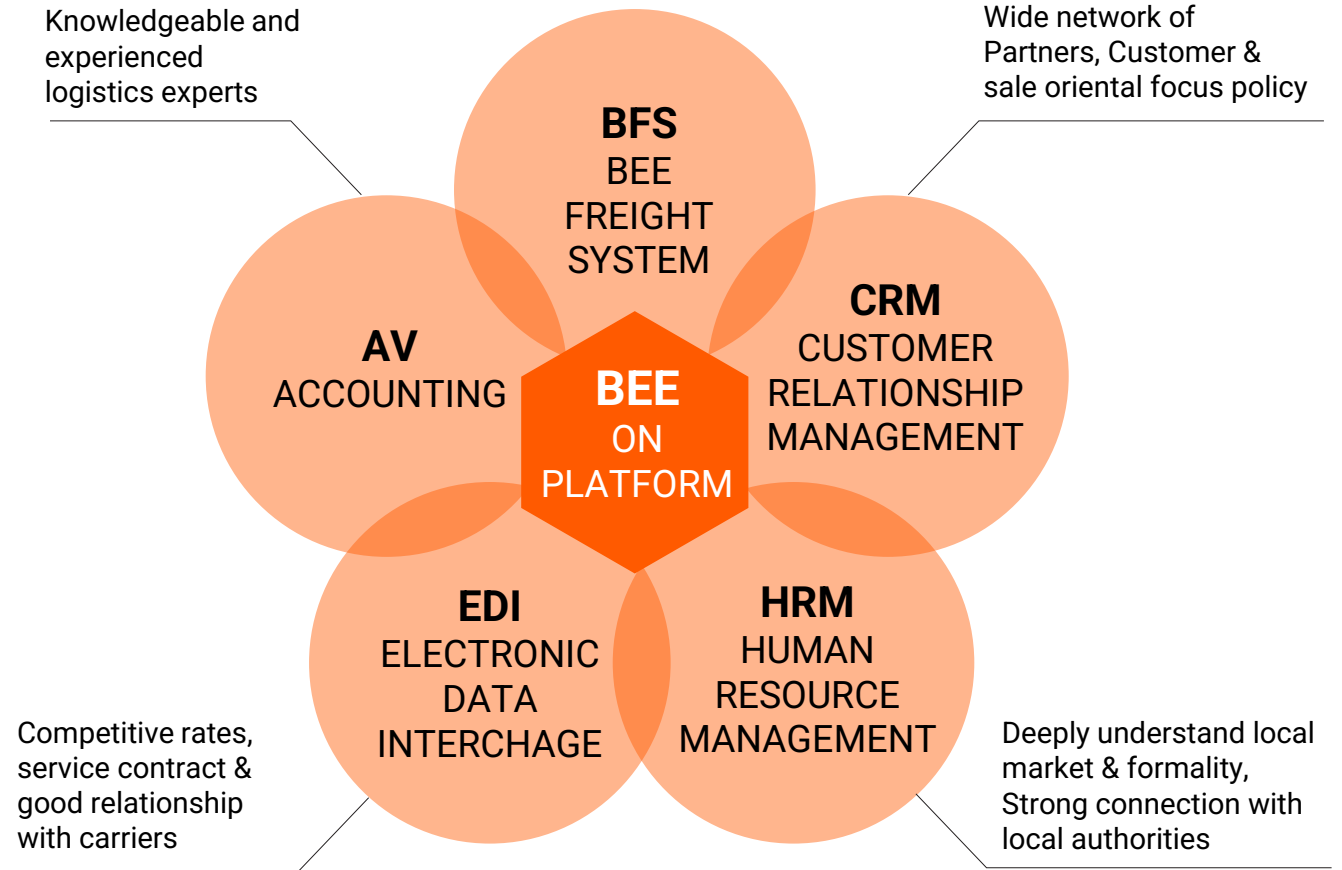 Knowledgeable and
experienced
logistics experts
Wide network of
Partners, Customer &
sale oriental focus policy
BFS
BEE
FREIGHT
SYSTEM
AV
ACCOUNTING
CRM
CUSTOMER
RELATIONSHIP
MANAGEMENT
BEE
ON
PLATFORM
EDI
ELECTRONIC
DATA
INTERCHAGE
HRM
HUMAN
RESOURCE
MANAGEMENT
Competitive rates,
service contract &
good relationship
with carriers
Deeply understand local
market & formality,
Strong connection with
local authorities